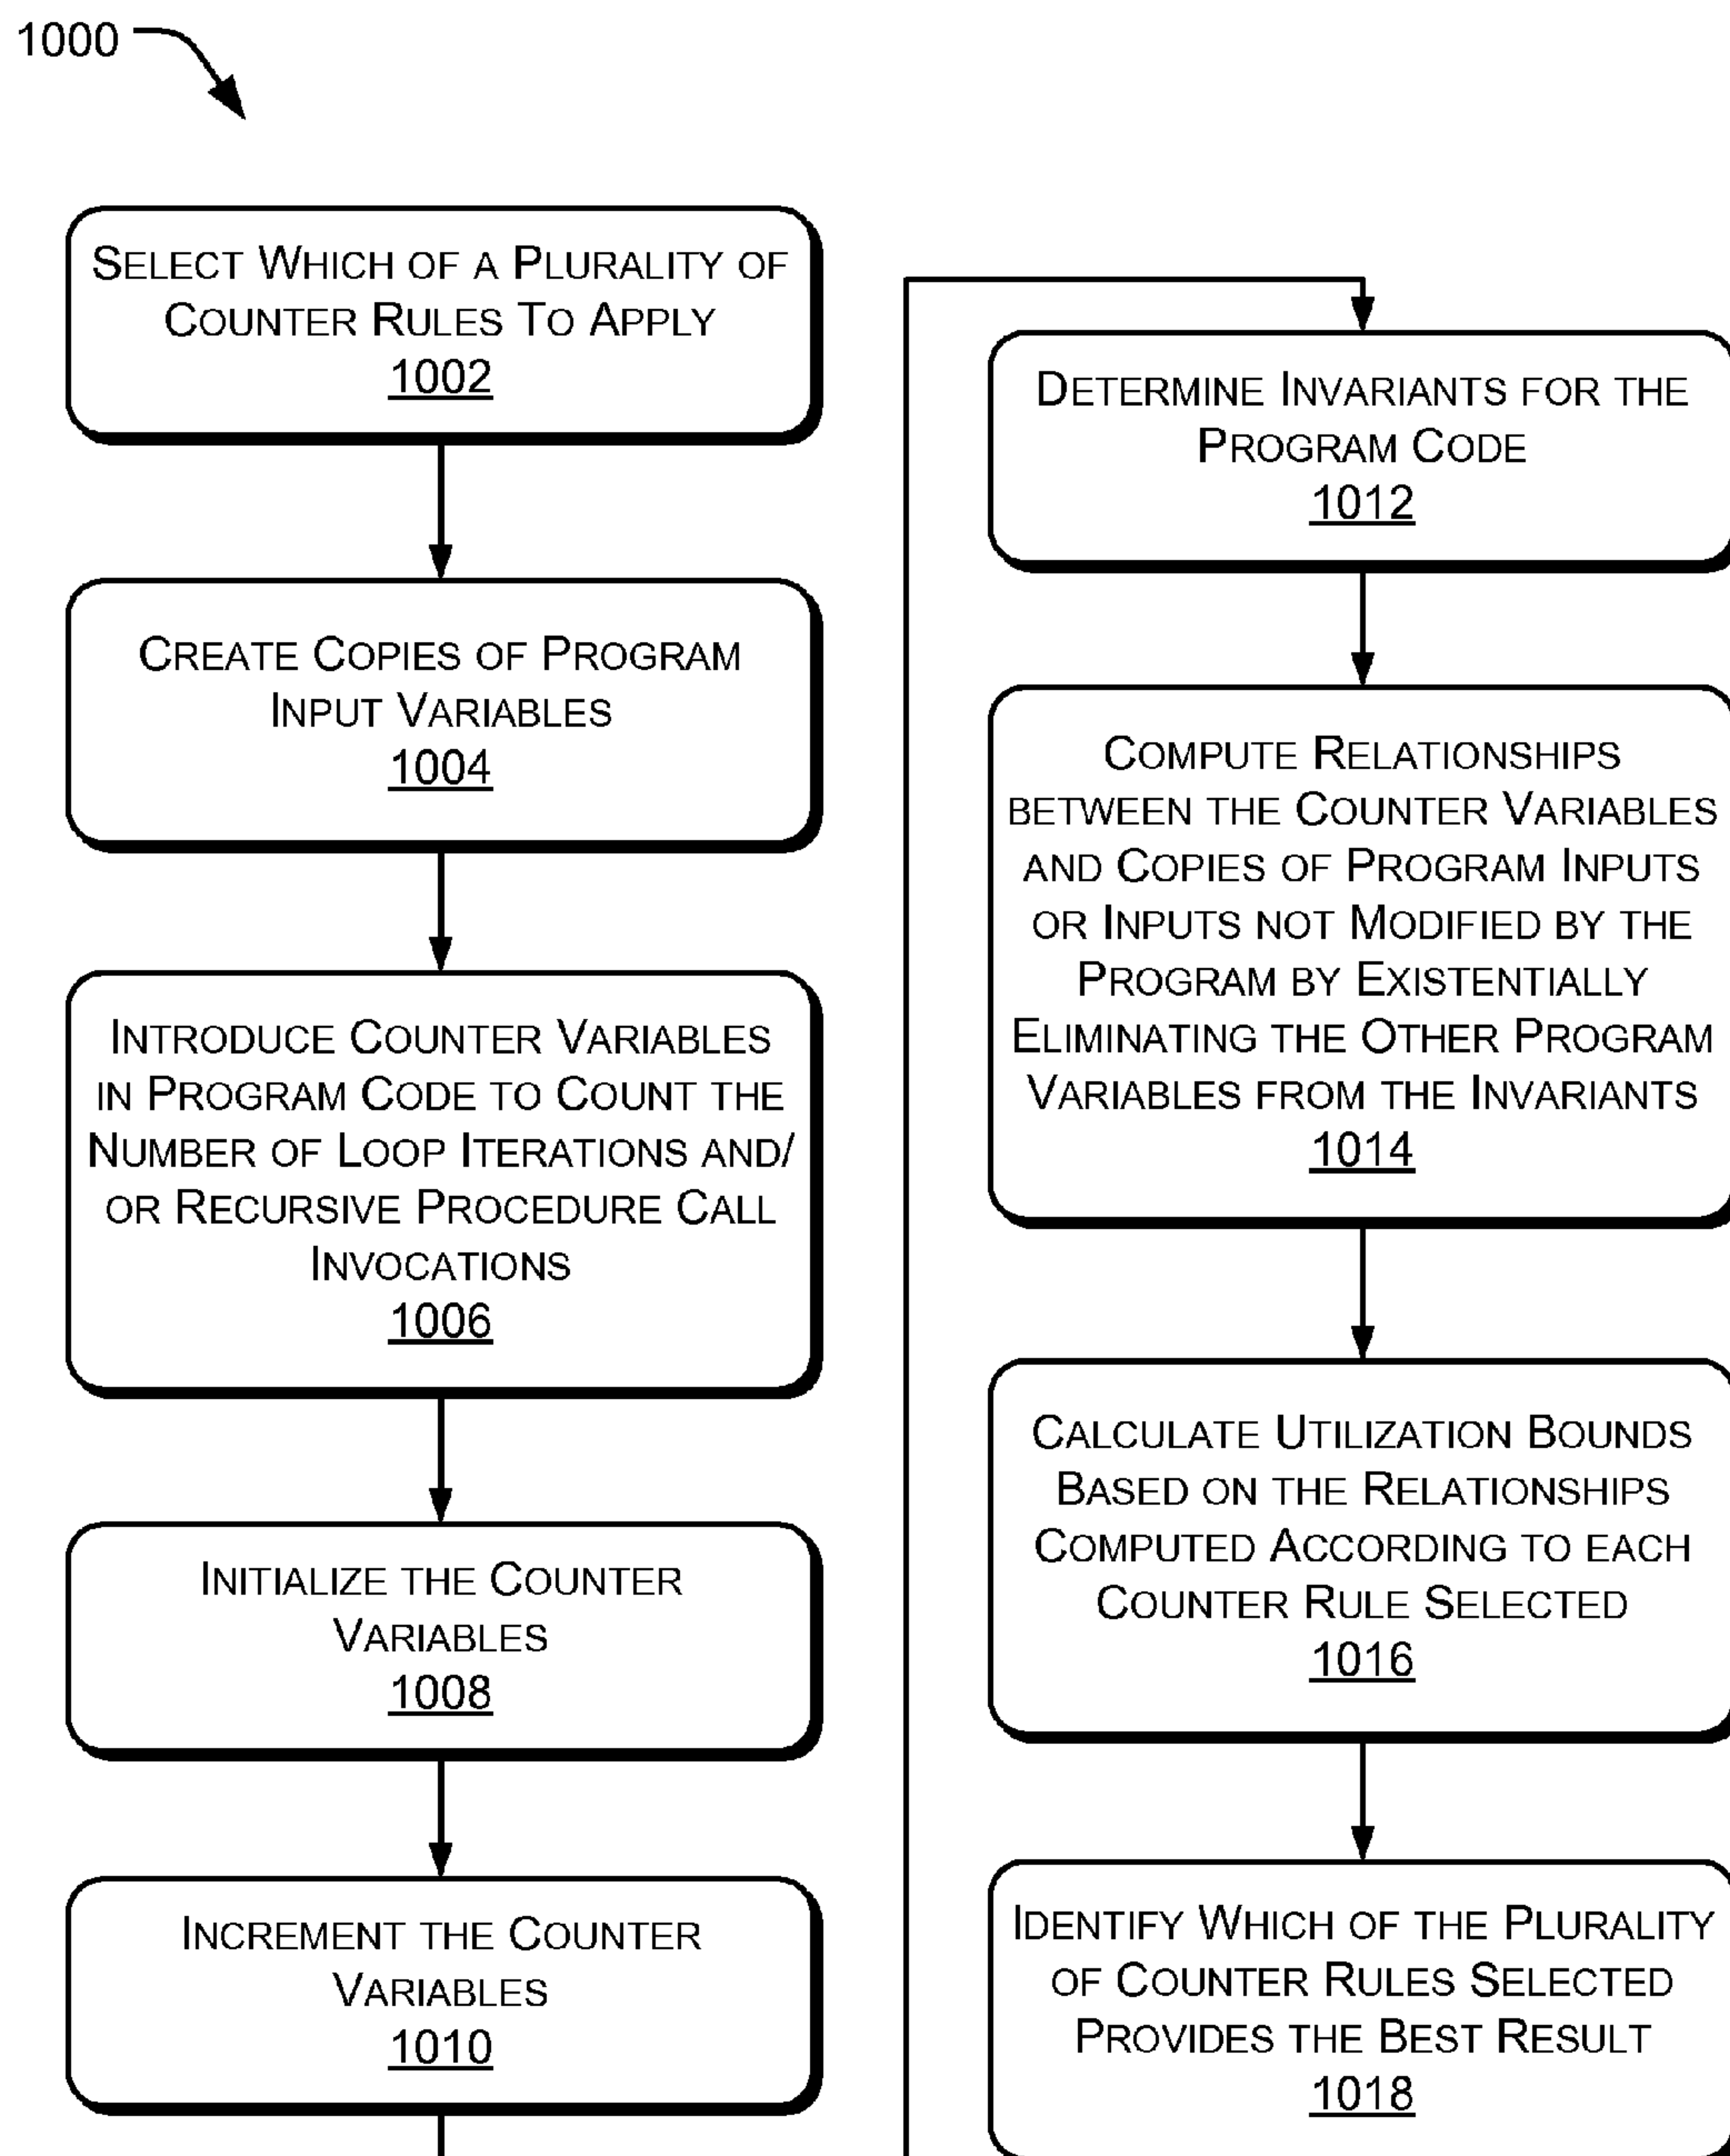 1000
SELECT WHICH OF A PLURALITY OF
COUNTER RULES TO APPLY
1002
CREATE COPIES OF PROGRAM
INPUT VARIABLES
1004
INTRODUCE COUNTER VARIABLES
IN PROGRAM CODE TO COUNT THE
NUMBER OF LOOP ITERATIONS AND/
OR RECURSIVE PROCEDURE CALL
INVOCATIONS
1006
INITIALIZE THE COUNTER
VARIABLES
1008
INCREMENT THE COUNTER
VARIABLES
1010
DETERMINE INVARIANTS FOR THE
PROGRAM CODE
1012
COMPUTE RELATIONSHIPS
BETWEEN THE COUNTER VARIABLES
AND COPIES OF PROGRAM INPUTS
OR INPUTS NOT MODIFIED BY THE
PROGRAM BY EXISTENTIALLY
ELIMINATING THE OTHER PROGRAM
VARIABLES FROM THE INVARIANTS
1014
CALCULATE UTILIZATION BOUNDS
BASED ON THE RELATIONSHIPS
COMPUTED ACCORDING TO EACH
COUNTER RULE SELECTED
1016
IDENTIFY WHICH OF THE PLURALITY
OF COUNTER RULES SELECTED
PROVIDES THE BEST RESULT
1018